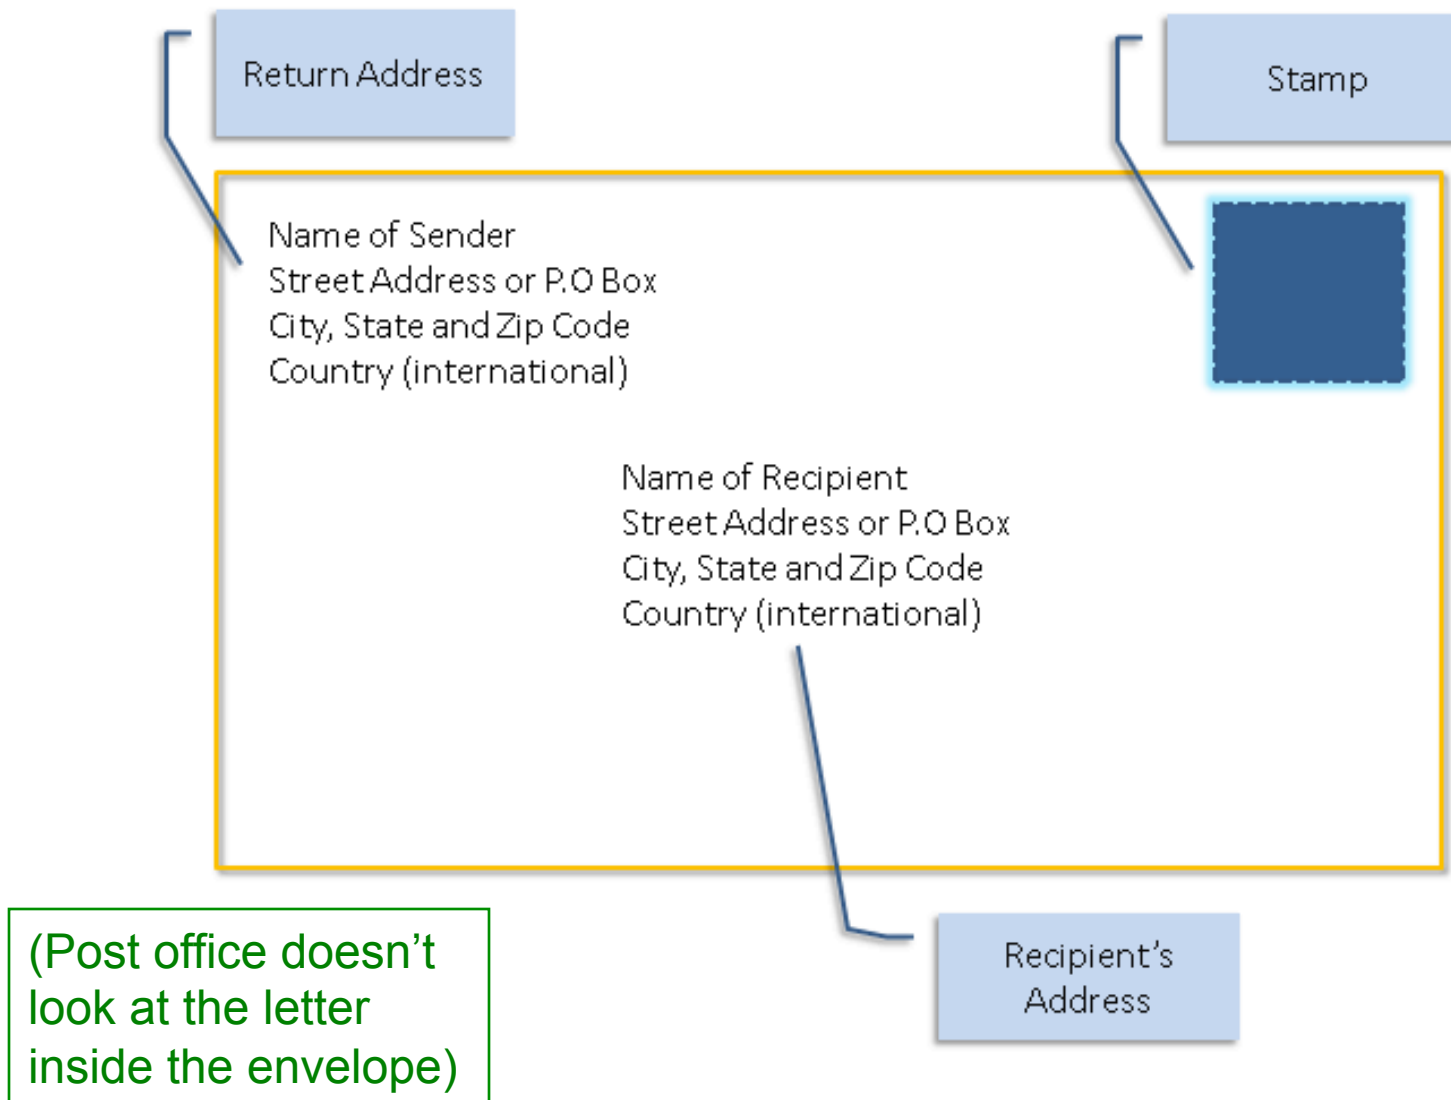 Return Address
Stamp
Name of Sender
Street Address or P.O Box
City, State and Zip Code
Country (international)
Name of Recipient
Street Address or P.O Box
City, State and Zip Code
Country (international)
(Post office doesn’t
look at the letter
inside the envelope)
Recipient’s
Address